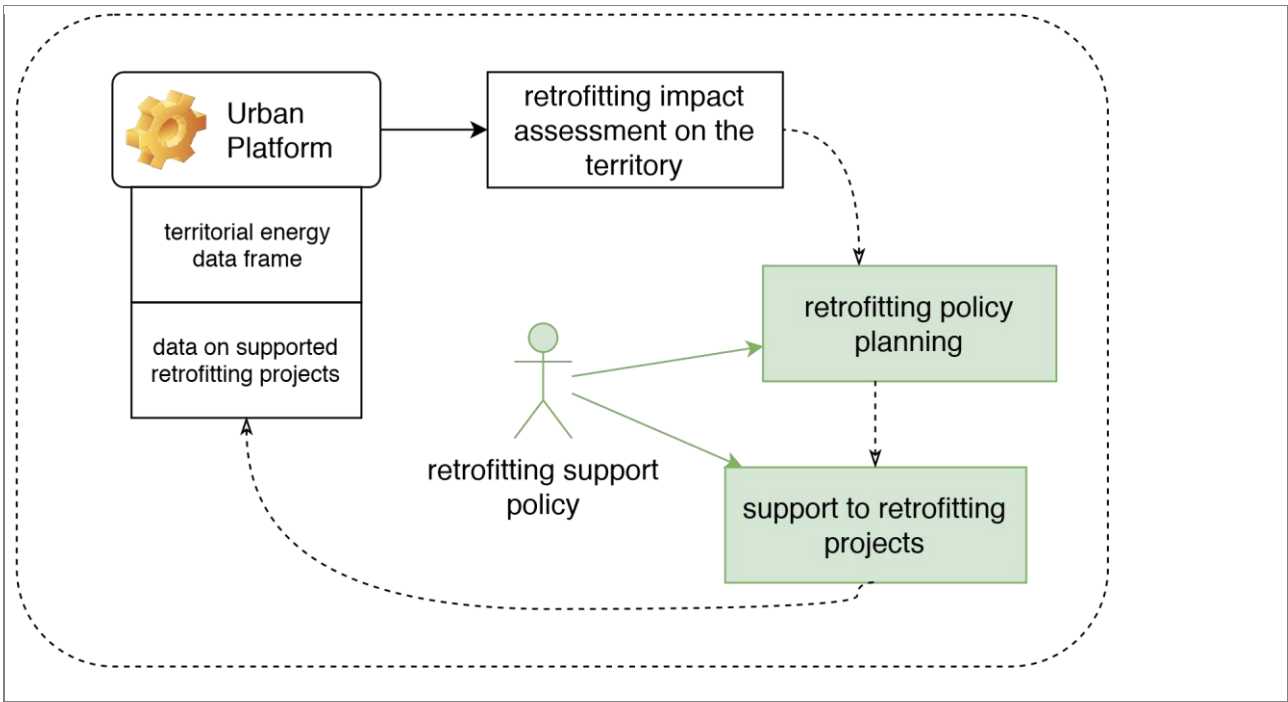 Urban
Platform
retrofitting impact
assessment on the
territory
territorial energy
data frame
data on supported
retrofitting projects
retrofitting policy
planning
retrofitting support
policy
support to retrofitting
projects